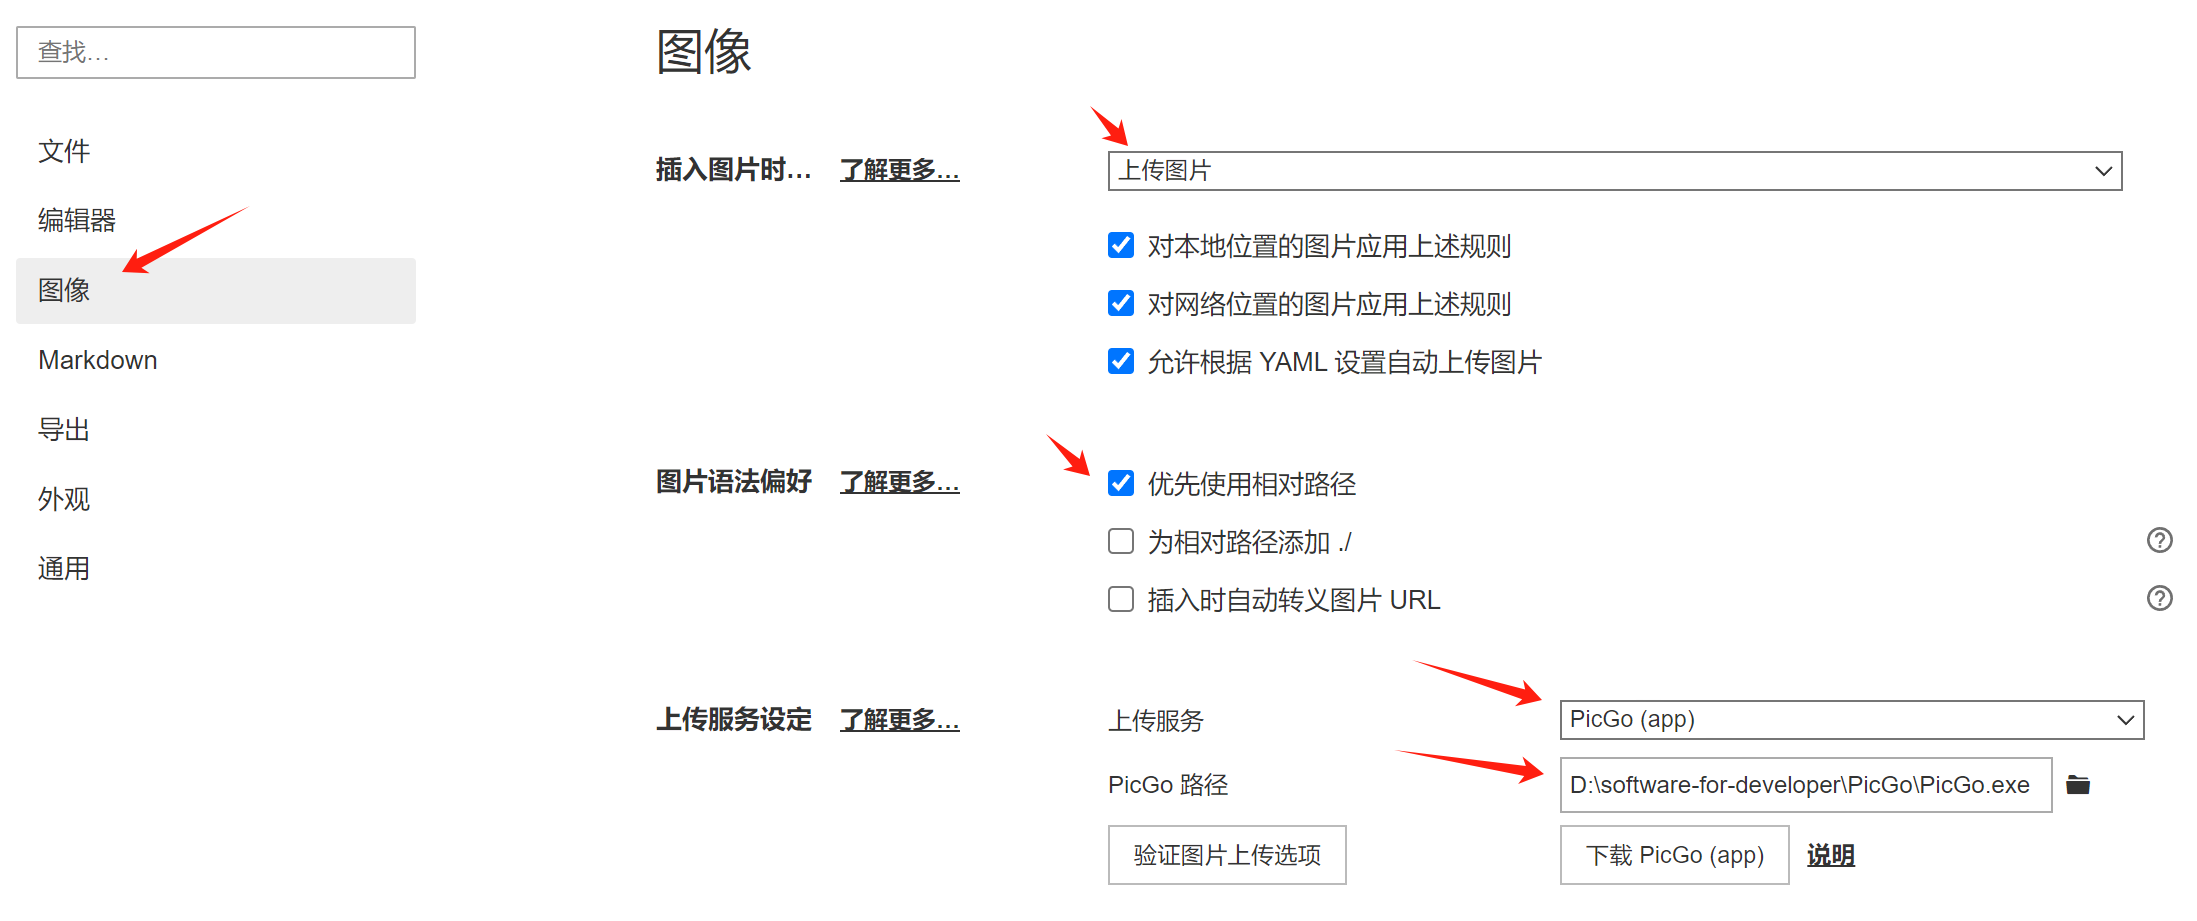 查找…
文件
编辑器
图像
Markdown
导出
外观
通用
图像
插入图片时… 了解更多…
上传图片
对本地位置的图片应用上述规则
对网络位置的图片应用上述规则
允许根据 YAML 设置自动上传图片
图片语法偏好 了解更多…
优先使用相对路径
为相对路径添加 ./
插入时自动转义图片 URL
上传服务设定 了解更多…
上传服务 PicGo (app)
PicGo 路径 D:\software-for-developer\PicGo\PicGo.exe
验证图片上传选项 下载 PicGo (app) 说明